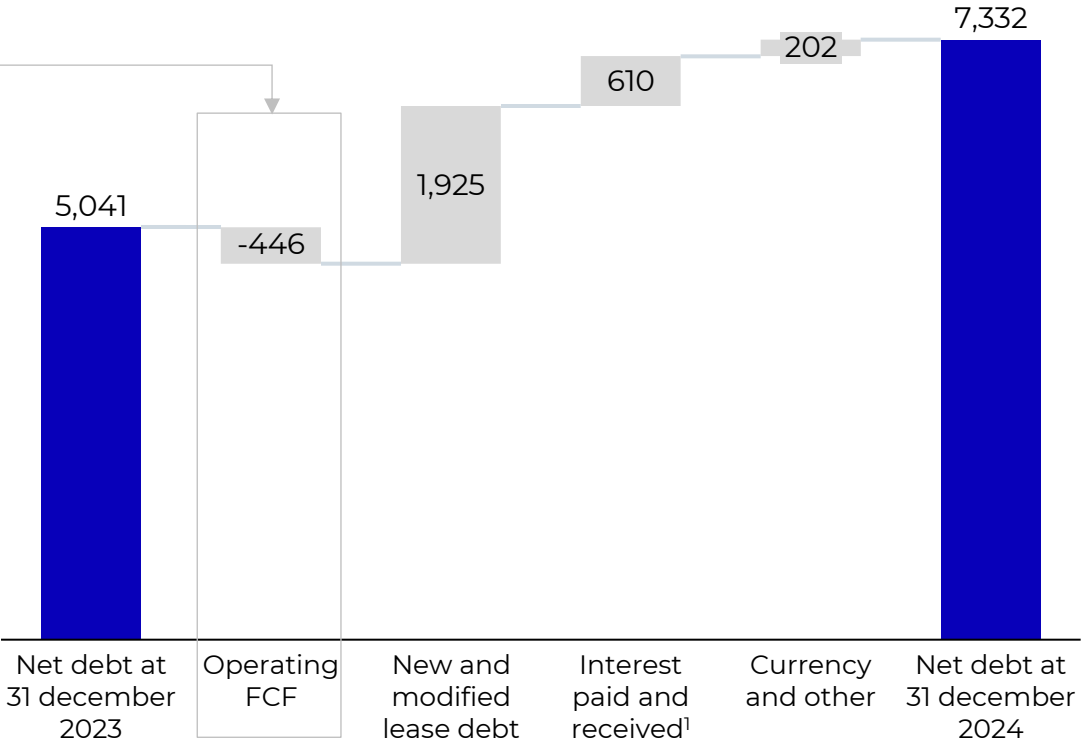 7,332
202
610
1,925
5,041
-446
Net debt at
31 december
2023
Operating
FCF
New and
modified
lease debt
Interest
paid and
received¹
Currency
and other
Net debt at
31 december
2024